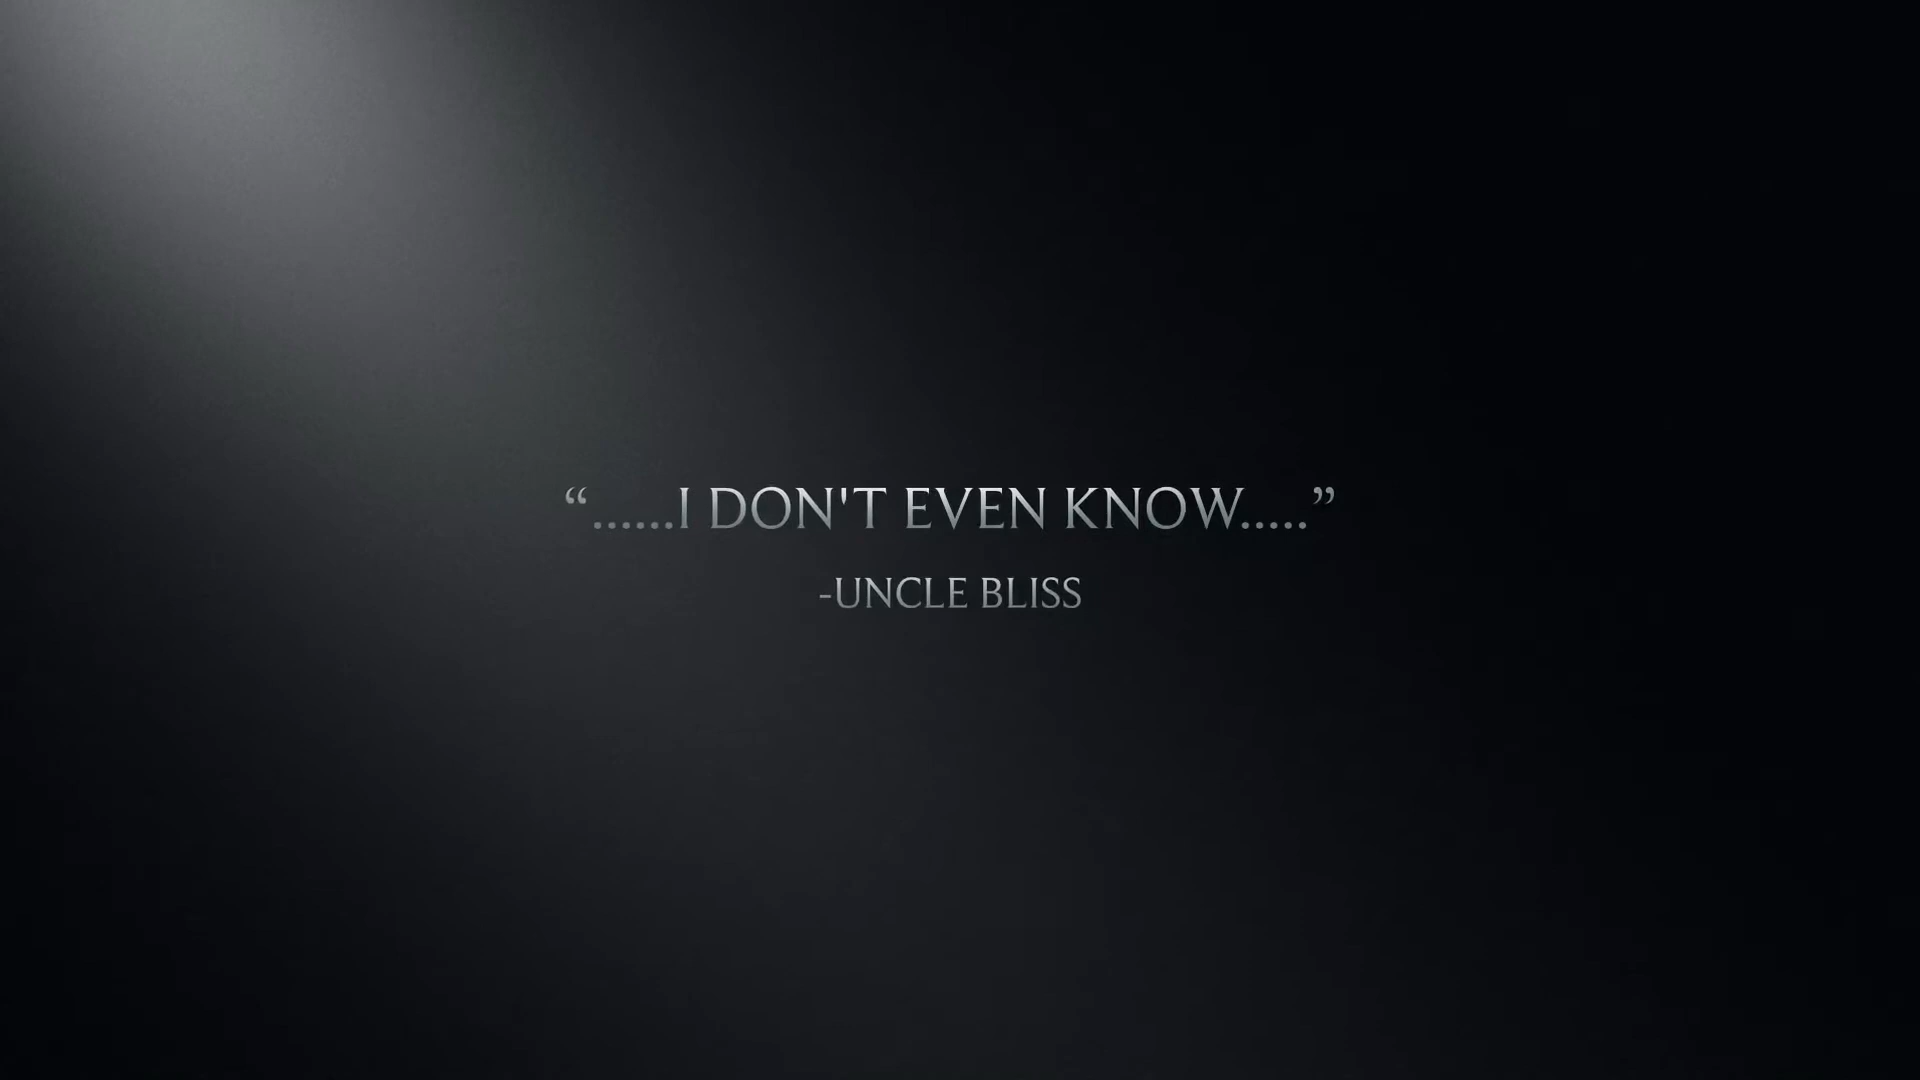 “......I DON'T EVEN KNOW.....”
-UNCLE BLISS